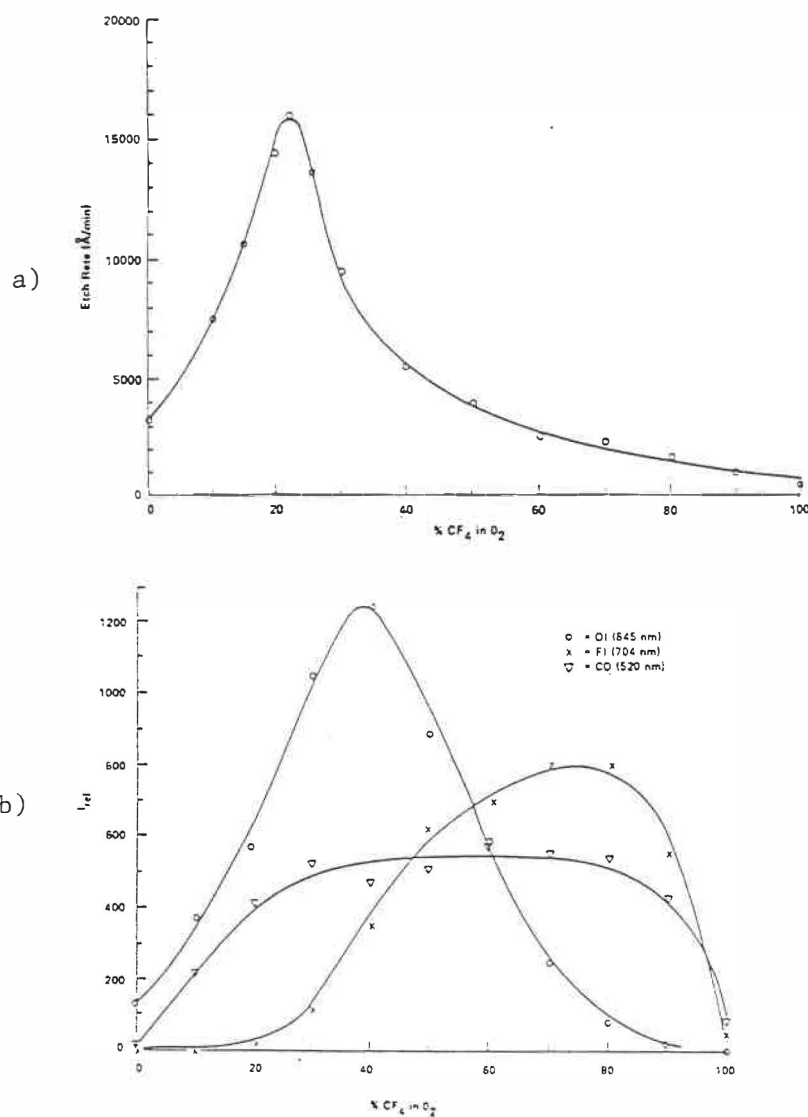 20000
15000
10000
5000
0
Etch Rate (Å/min)
a)
0 20 40 60 80 100
% CF4 in O2
1200
1000
800
600
400
200
0
Irel
b)
o = OI (845 nm)
x = FI (704 nm)
▽ = CO (520 nm)
0 20 40 60 80 100
% CF4 in O2